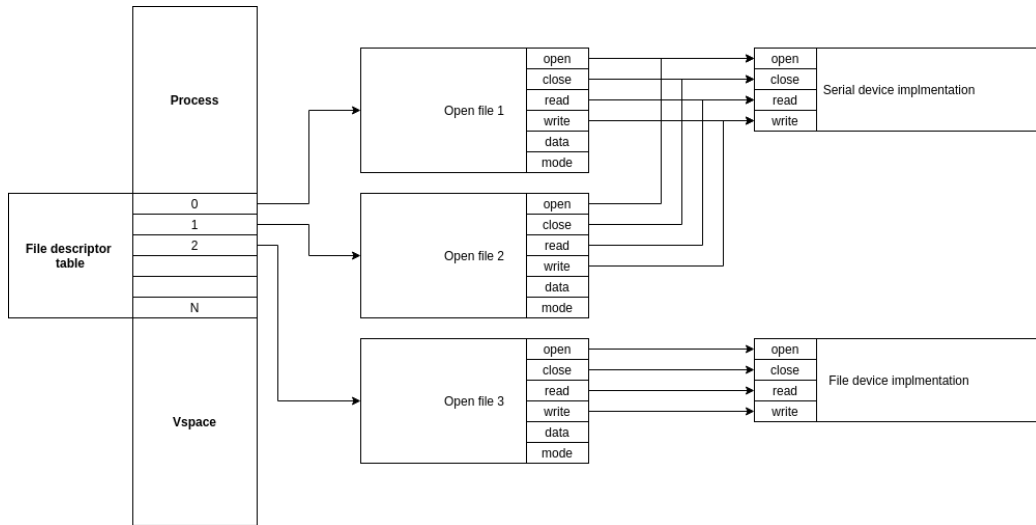 Process
File descriptor
table
0
1
2
N
Vspace
Open file 1
open
close
read
write
data
mode
Open file 2
open
close
read
write
data
mode
Open file 3
open
close
read
write
data
mode
open
close
read
write
Serial device implmentation
open
close
read
write
File device implmentation